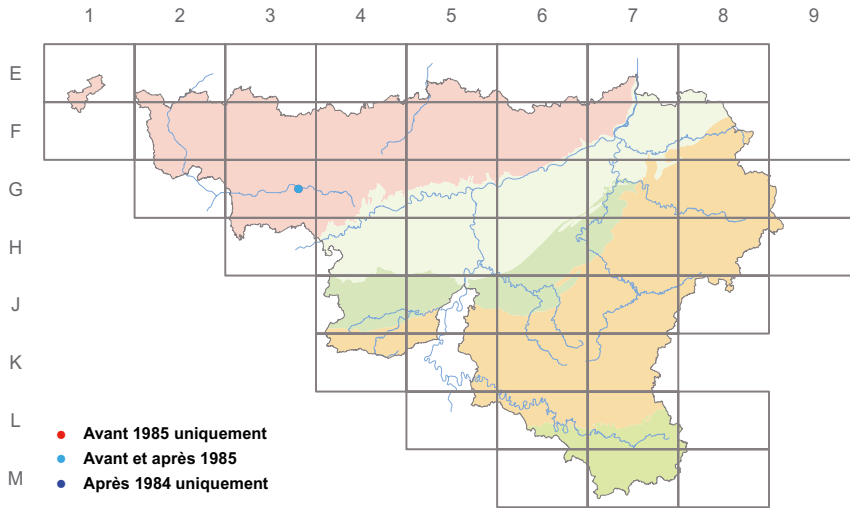 1 2 3 4 5 6 7 8 9
E
F
G
H
J
K
L
M
Avant 1985 uniquement
Avant et après 1985
Après 1984 uniquement